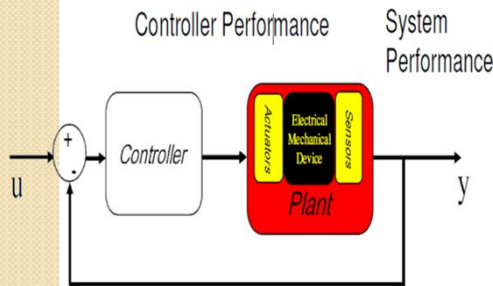 Controller Performance
System
Performance
+
-
u
Controller
Actuators
Electrical
Mechanical
Device
Sensors
Plant
y